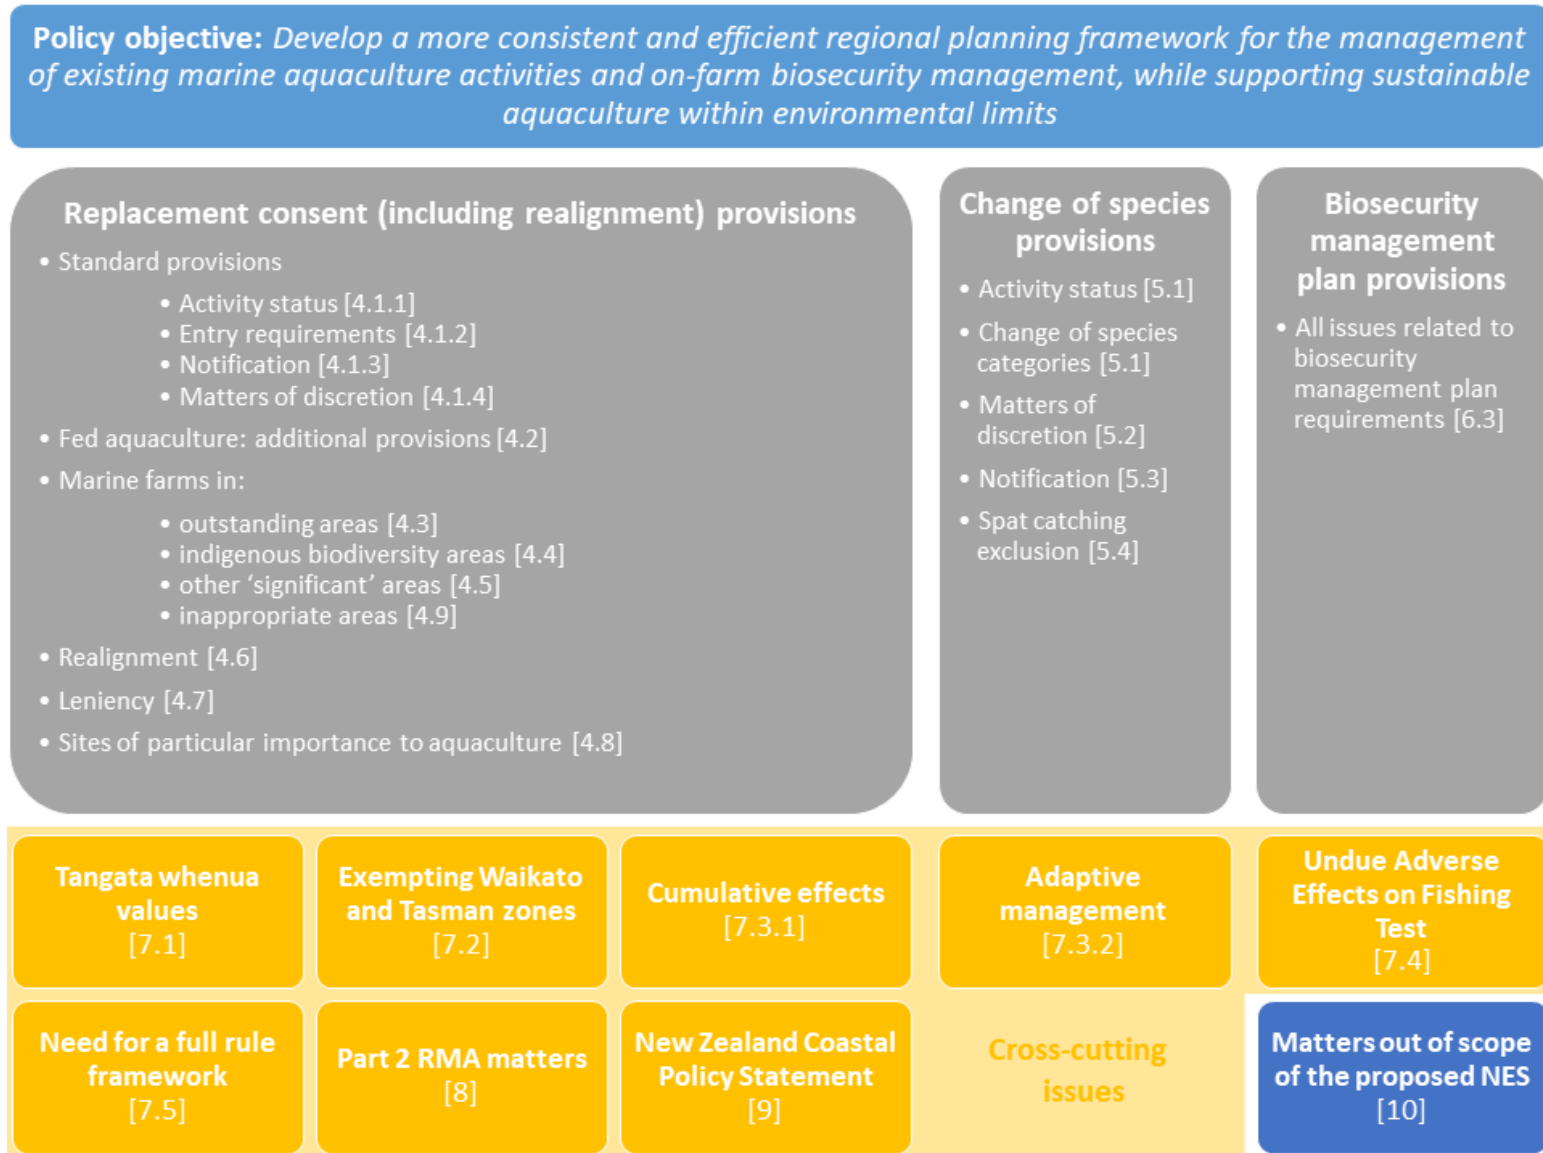 Policy objective: Develop a more consistent and efficient regional planning framework for the management
of existing marine aquaculture activities and on-farm biosecurity management, while supporting sustainable
aquaculture within environmental limits
Replacement consent (including realignment) provisions
• Standard provisions
• Activity status [4.1.1]
• Entry requirements [4.1.2]
• Notification [4.1.3]
• Matters of discretion [4.1.4]
• Fed aquaculture: additional provisions [4.2]
• Marine farms in:
• outstanding areas [4.3]
• indigenous biodiversity areas [4.4]
• other ‘significant’ areas [4.5]
• inappropriate areas [4.9]
• Realignment [4.6]
• Leniency [4.7]
• Sites of particular importance to aquaculture [4.8]
Change of species
provisions
• Activity status [5.1]
• Change of species
categories [5.1]
• Matters of
discretion [5.2]
• Notification [5.3]
• Spat catching
exclusion [5.4]
Biosecurity
management
plan provisions
• All issues related to
biosecurity
management plan
requirements [6.3]
Tangata whenua
values
[7.1]
Exempting Waikato
and Tasman zones
[7.2]
Cumulative effects
[7.3.1]
Adaptive
management
[7.3.2]
Undue Adverse
Effects on Fishing
Test
[7.4]
Need for a full rule
framework
[7.5]
Part 2 RMA matters
[8]
New Zealand Coastal
Policy Statement
[9]
Cross-cutting
issues
Matters out of scope
of the proposed NES
[10]